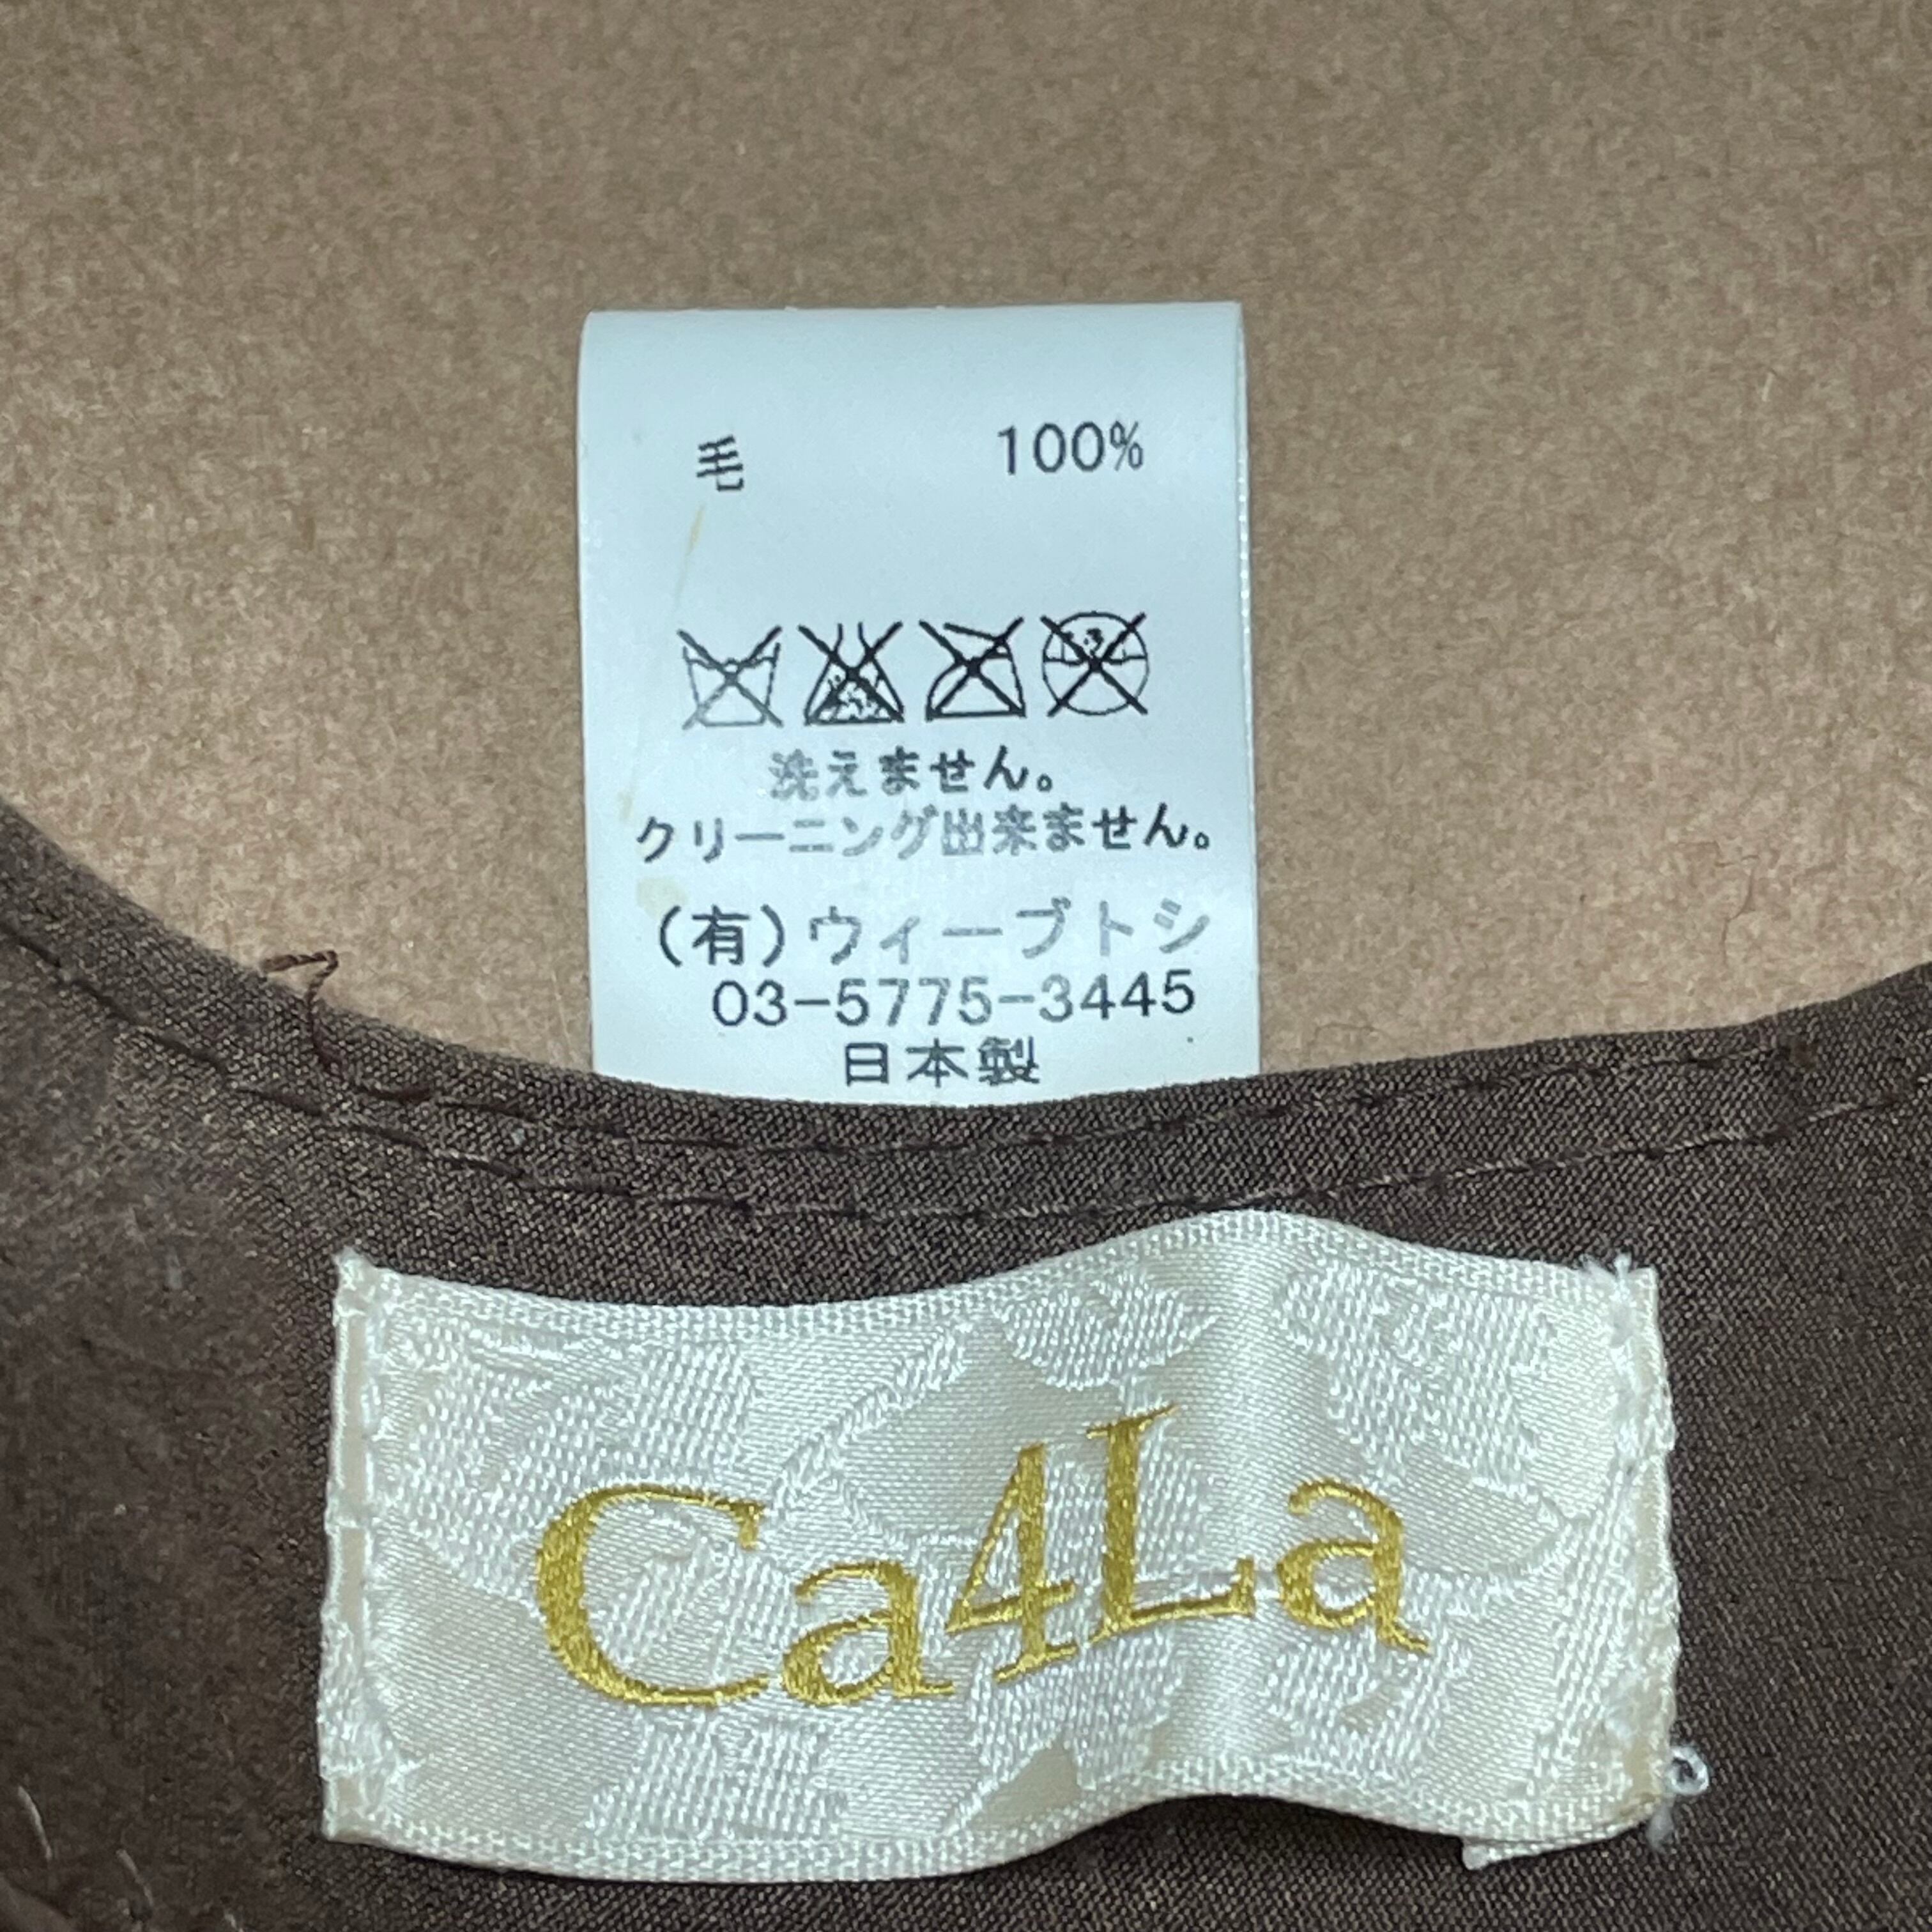 毛 100%
洗えません。
クリーニング出来ません。
(有)ウィーブトシ
03-5775-3445
日本製
Ca4La